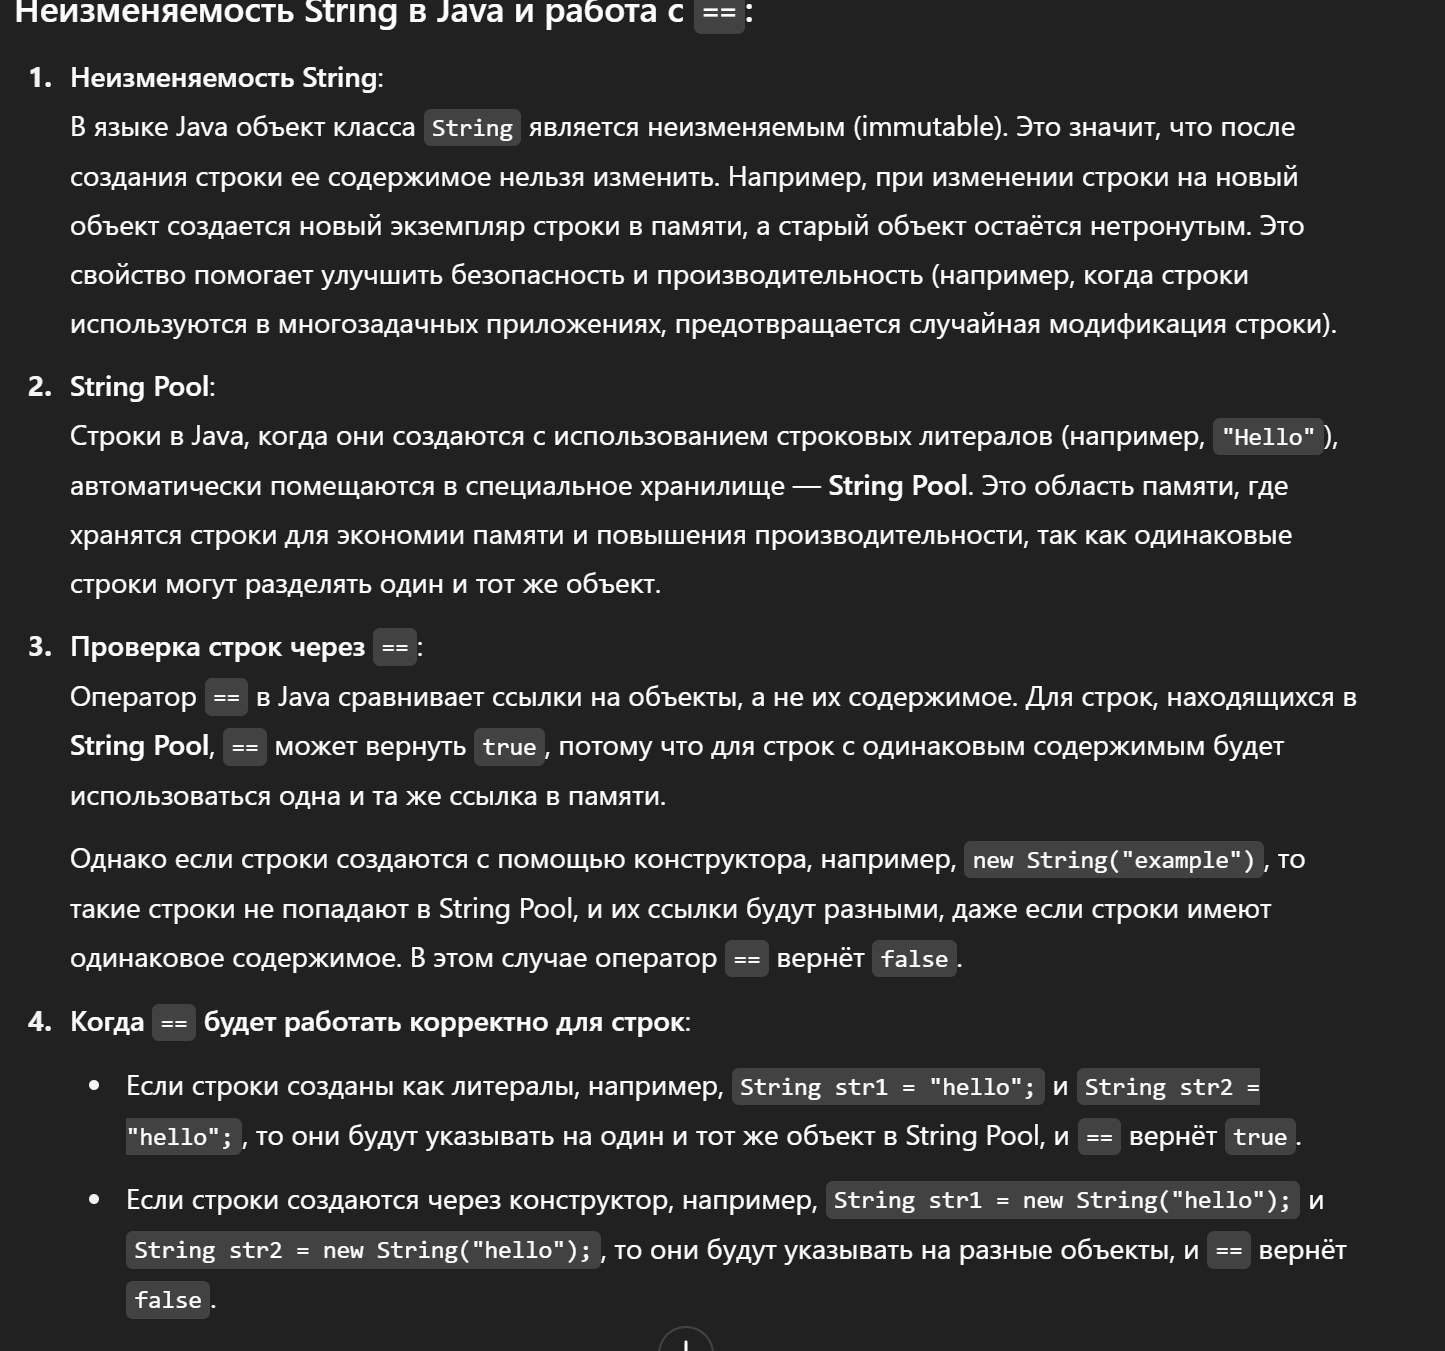 Неизменяемость String в Java и работа с ==:
1. Неизменяемость String:
В языке Java объект класса String является неизменяемым (immutable). Это значит, что после
создания строки ее содержимое нельзя изменить. Например, при изменении строки на новый
объект создается новый экземпляр строки в памяти, а старый объект остаётся нетронутым. Это
свойство помогает улучшить безопасность и производительность (например, когда строки
используются в многозадачных приложениях, предотвращается случайная модификация строки).
2. String Pool:
Строки в Java, когда они создаются с использованием строковых литералов (например, "Hello"),
автоматически помещаются в специальное хранилище — String Pool. Это область памяти, где
хранятся строки для экономии памяти и повышения производительности, так как одинаковые
строки могут разделять один и тот же объект.
3. Проверка строк через ==:
Оператор == в Java сравнивает ссылки на объекты, а не их содержимое. Для строк, находящихся в
String Pool, == может вернуть true, потому что для строк с одинаковым содержимым будет
использоваться одна и та же ссылка в памяти.
Однако если строки создаются с помощью конструктора, например, new String("example"), то
такие строки не попадают в String Pool, и их ссылки будут разными, даже если строки имеют
одинаковое содержимое. В этом случае оператор == вернёт false.
4. Когда == будет работать корректно для строк:
• Если строки созданы как литералы, например, String str1 = "hello"; и String str2 =
"hello";, то они будут указывать на один и тот же объект в String Pool, и == вернёт true.
• Если строки создаются через конструктор, например, String str1 = new String("hello"); и
String str2 = new String("hello");, то они будут указывать на разные объекты, и == вернёт
false.